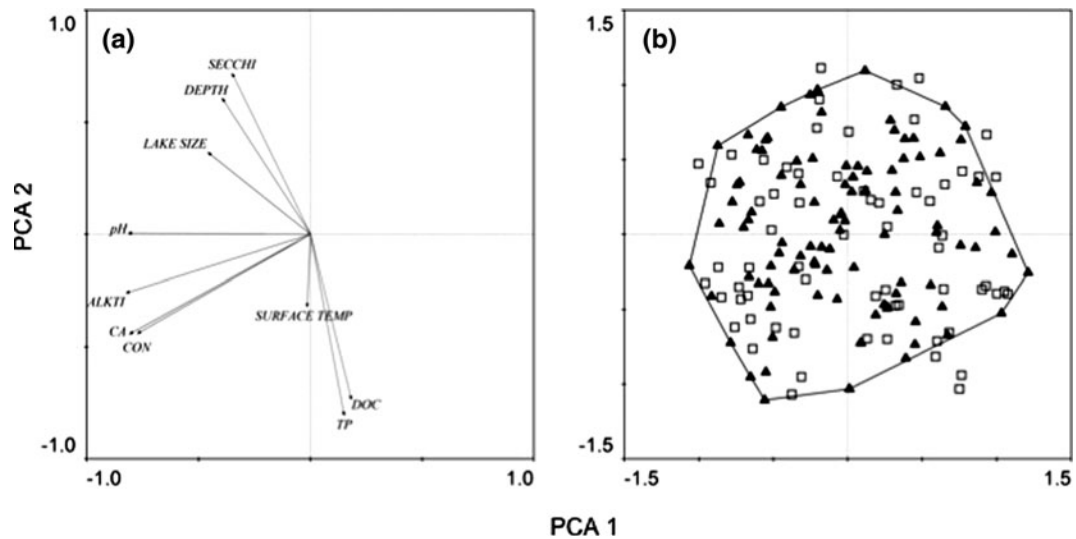 1.0
(a)
SECCHI
DEPTH
LAKE SIZE
pH
ALKTI
SURFACE TEMP
CA
CON
DOC
TP
-1.0
-1.0
1.0
PCA 2
1.5
(b)
-1.5
-1.5
1.5
PCA 1